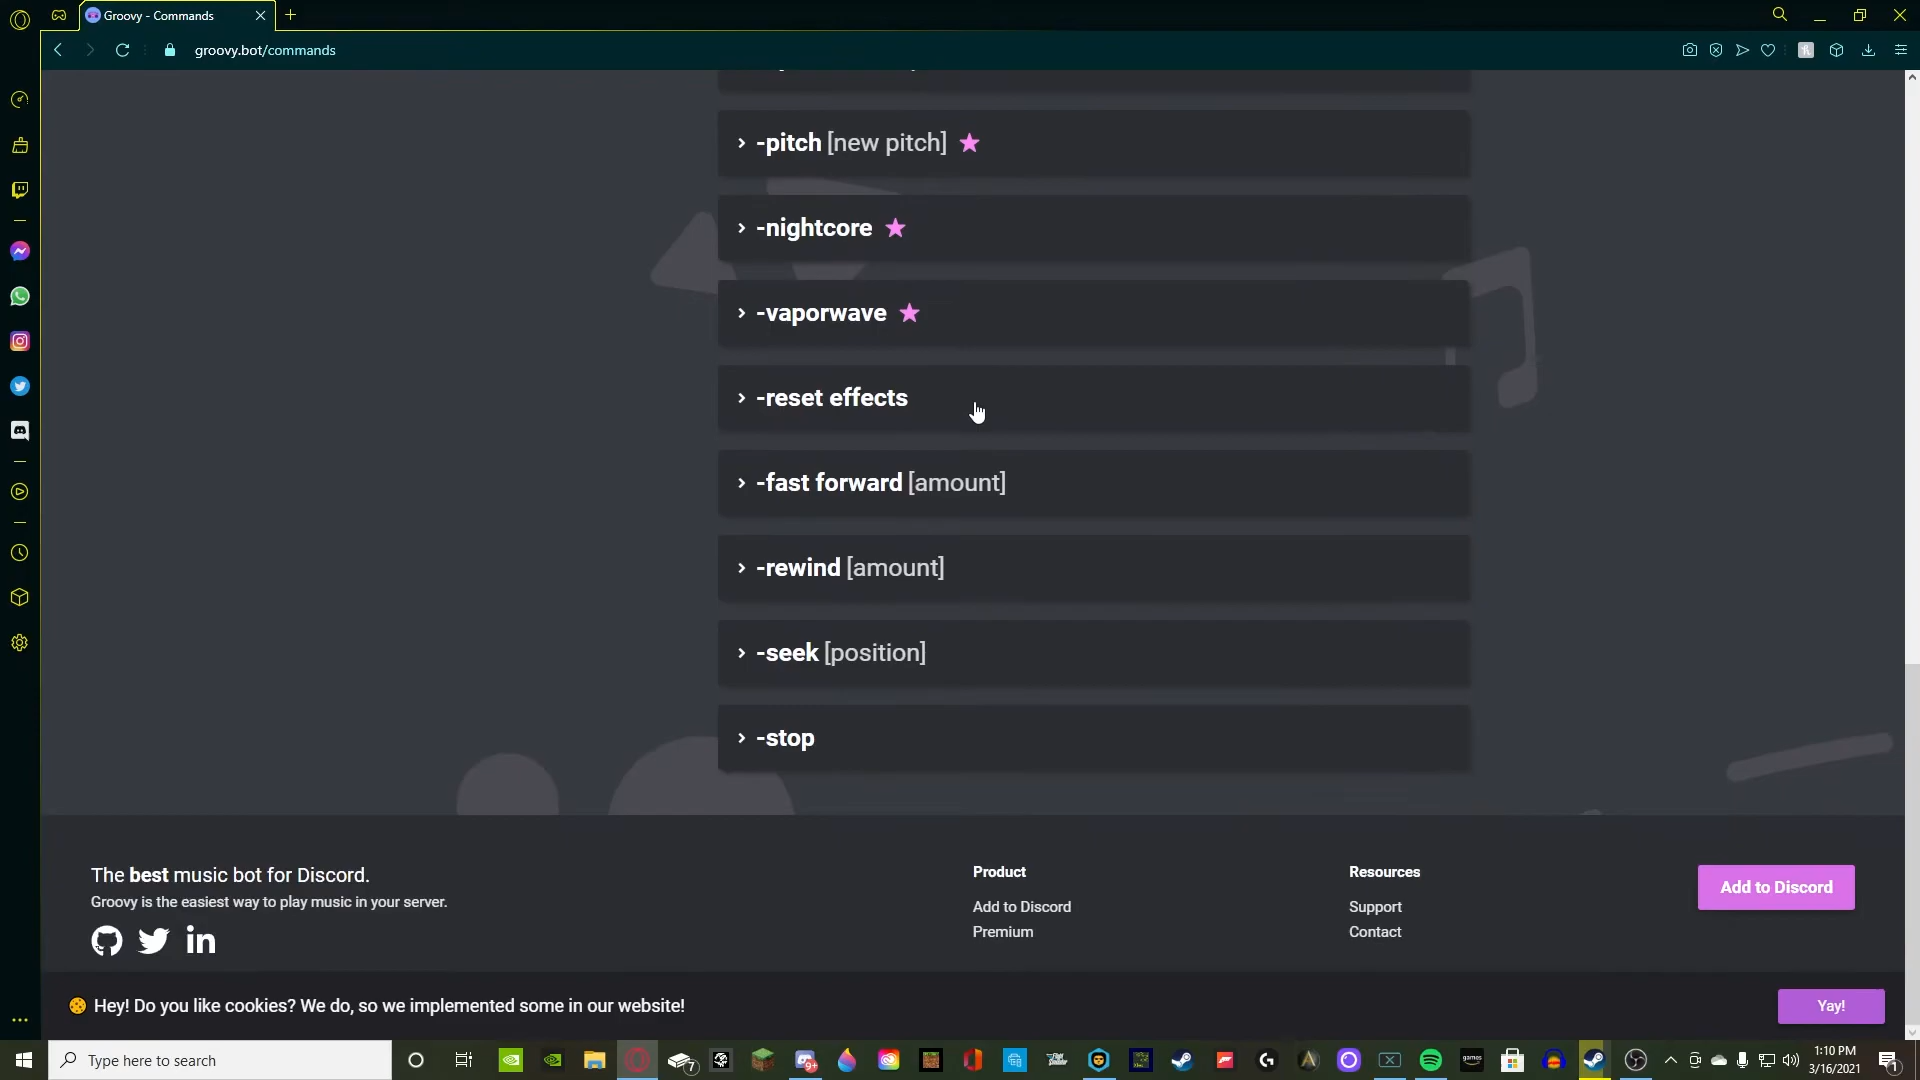 Groovy - Commands
groovy.bot/commands
-pitch [new pitch]
-nightcore
-vaporwave
-reset effects
-fast forward [amount]
-rewind [amount]
-seek [position]
-stop
The best music bot for Discord.
Groovy is the easiest way to play music in your server.
Product
Add to Discord
Premium
Resources
Support
Contact
Add to Discord
Hey! Do you like cookies? We do, so we implemented some in our website!
Yay!
Type here to search
7
9+
1:10 PM
3/16/2021
1